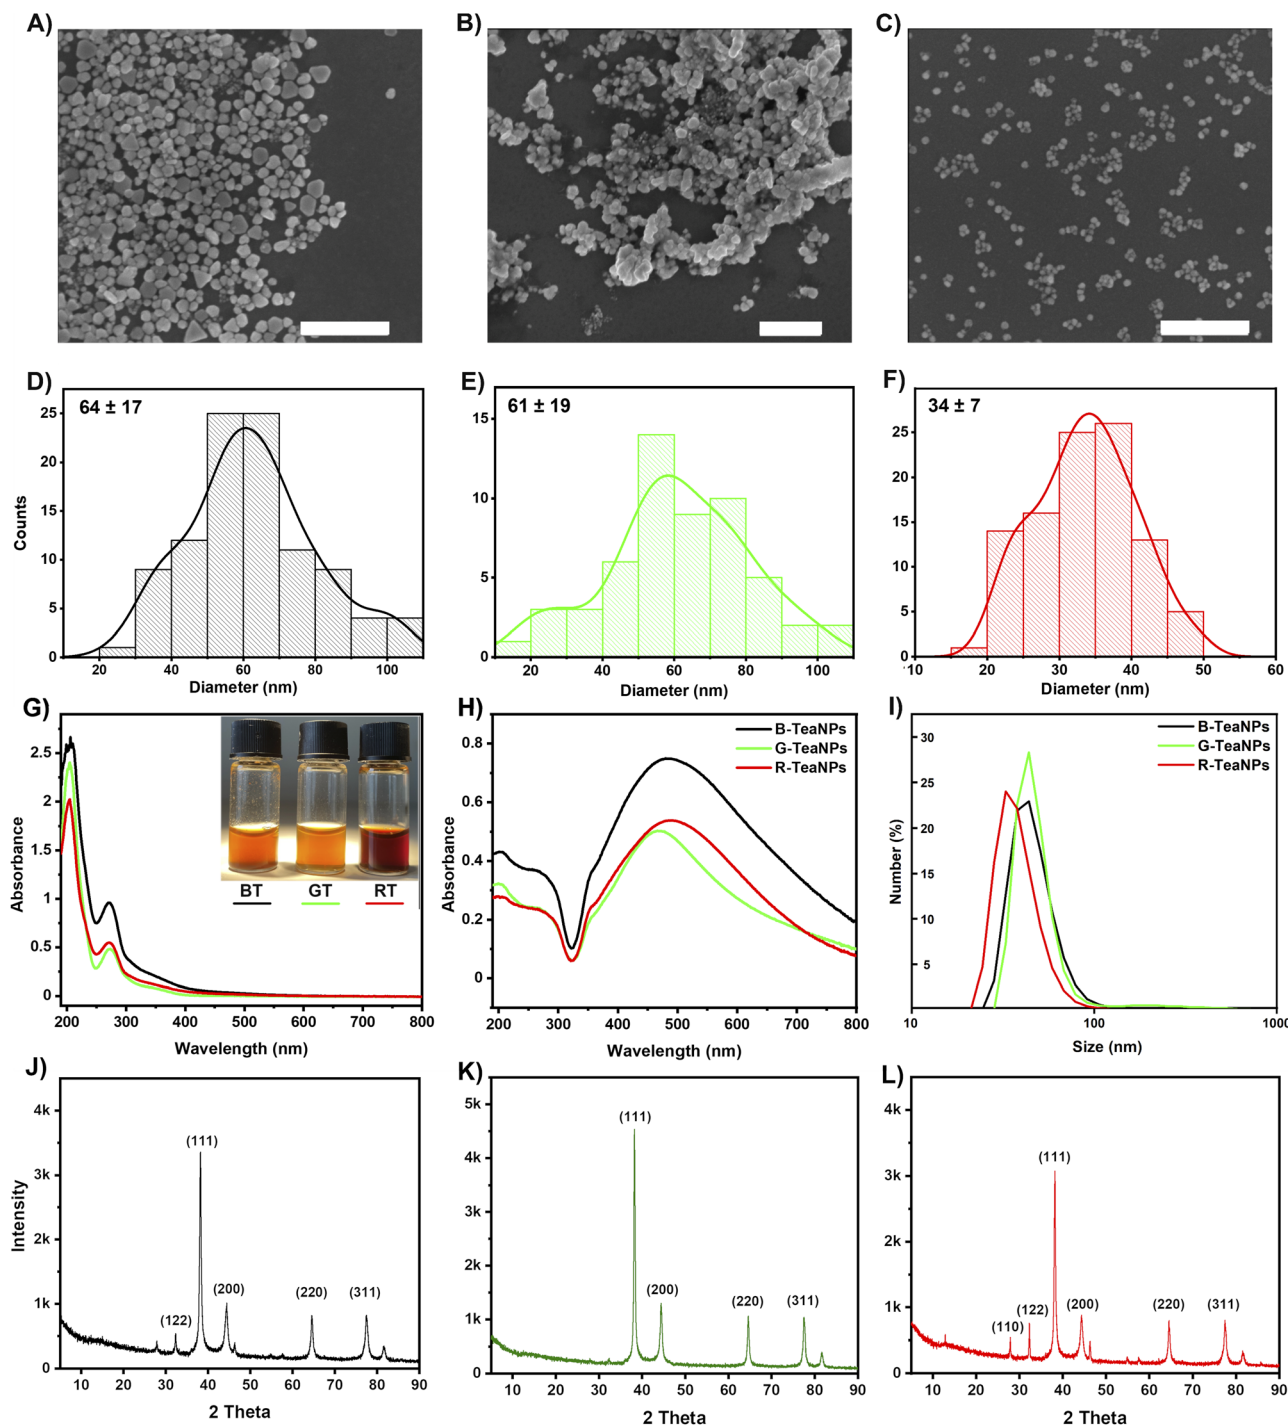 A)
B)
C)
D)
64 ± 17
25
20
15
10
5
0
Counts
20 40 60 80 100
Diameter (nm)
E)
61 ± 19
15
10
5
0
20 40 60 80 100
Diameter (nm)
F)
34 ± 7
25
20
15
10
5
0
10 20 30 40 50 60
Diameter (nm)
G)
2.5
2
1.5
1
0.5
0
Absorbance
BT GT RT
200 300 400 500 600 700 800
Wavelength (nm)
H)
B-TeaNPs
G-TeaNPs
R-TeaNPs
0.8
0.6
0.4
0.2
0
Absorbance
200 300 400 500 600 700 800
Wavelength (nm)
I)
B-TeaNPs
G-TeaNPs
R-TeaNPs
30
25
20
15
10
5
Number (%)
10 100 1000
Size (nm)
J)
4k
3k
2k
1k
0
Intensity
(111)
(122)
(200)
(220)
(311)
10 20 30 40 50 60 70 80 90
2 Theta
K)
5k
4k
3k
2k
1k
0
(111)
(200)
(220)
(311)
10 20 30 40 50 60 70 80 90
2 Theta
L)
4k
3k
2k
1k
0
(111)
(110)
(122)
(200)
(220)
(311)
10 20 30 40 50 60 70 80 90
2 Theta